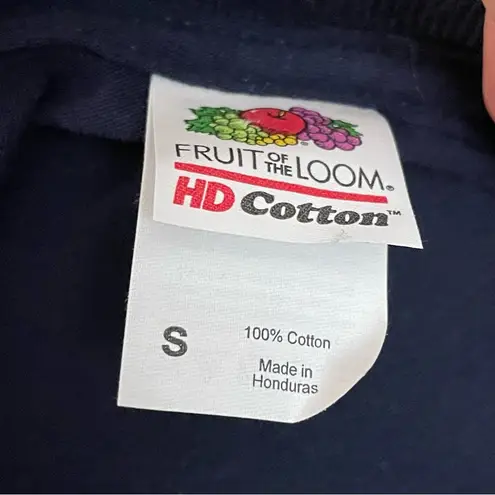 FRUIT OF THE LOOM®
HD Cotton™
S
100% Cotton
Made in
Honduras